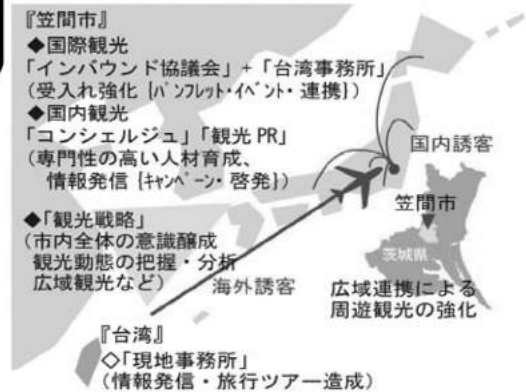 『笠間市』
◆国際観光
「インバウンド協議会」+「台湾事務所」
(受入れ強化{パンフレット・イベント・連携})
◆国内観光
「コンシェルジュ」「観光PR」
(専門性の高い人材育成、
情報発信{キャンペーン・啓発})
◆「観光戦略」
(市内全体の意識醸成
観光動態の把握・分析
広域観光など)
海外誘客
国内誘客
笠間市
茨城県
広域連携による
周遊観光の強化
『台湾』
◇「現地事務所」
(情報発信・旅行ツアー造成)